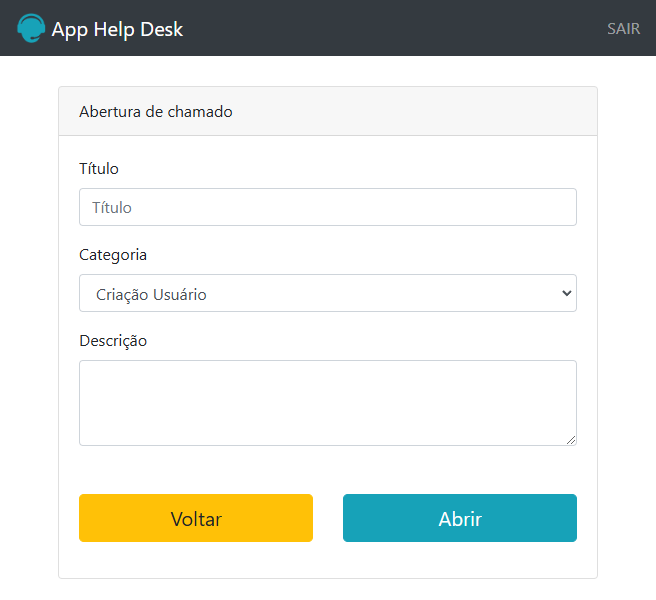 App Help Desk
SAIR
Abertura de chamado
Título
Título
Categoria
Criação Usuário
Descrição
Voltar
Abrir